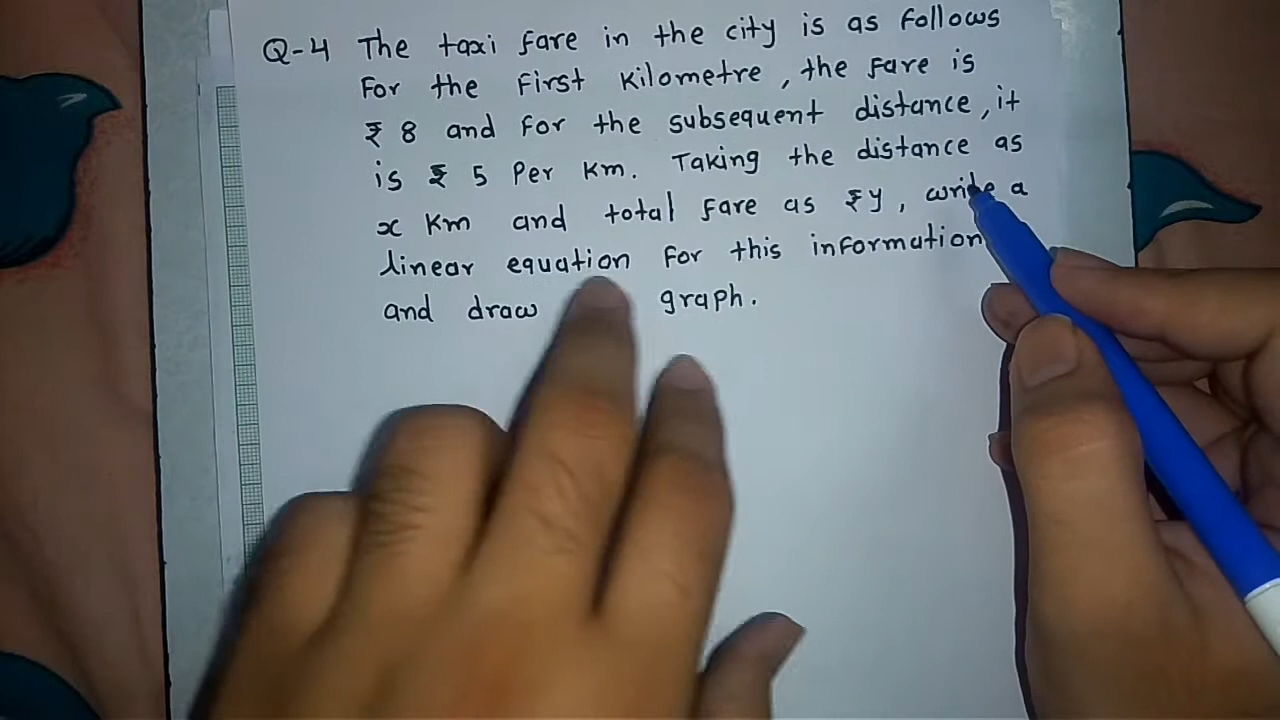 Q-4 The taxi fare in the city is as follows
For the First Kilometre, the fare is
₹ 8 and for the subsequent distance, it
is ₹ 5 Per Km. Taking the distance as
x Km and total fare as ₹y, write a
linear equation for this information
and draw graph.